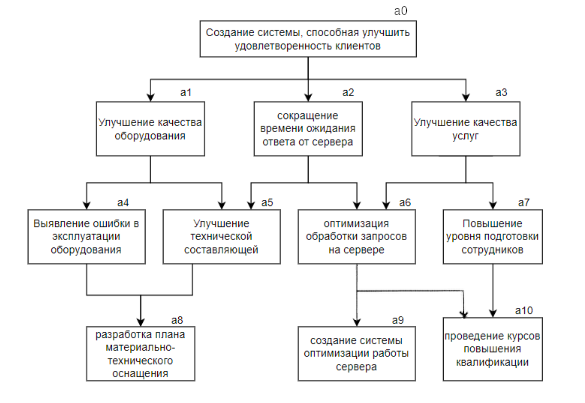 a0
Создание системы, способная улучшить
удовлетворенность клиентов
a1
Улучшение качества
оборудования
a2
сокращение
времени ожидания
ответа от сервера
a3
Улучшение качества
услуг
a4
Выявление ошибки в
эксплуатации
оборудования
a5
Улучшение
технической
составляющей
a6
оптимизация
обработки запросов
на сервере
a7
Повышение
уровня подготовки
сотрудников
a8
разработка плана
материально-
технического
оснащения
a9
создание системы
оптимизации работы
сервера
a10
проведение курсов
повышения
квалификации